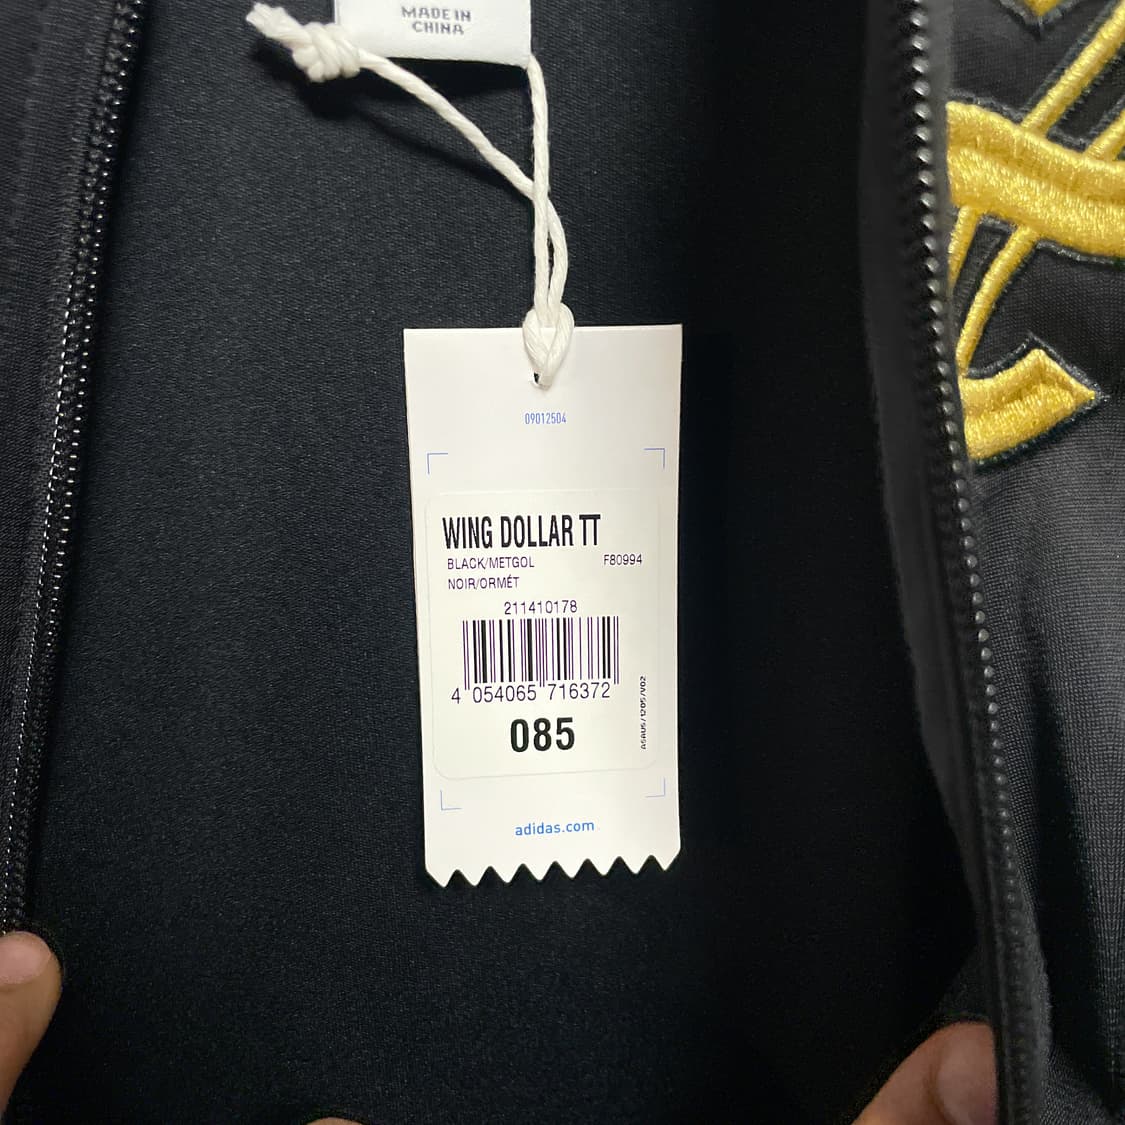 MADE IN
CHINA
09012504
WING DOLLAR TT
BLACK/METGOL F80994
NOIR/ORMÉT
211410178
4 054065 716372
085
adidas.com